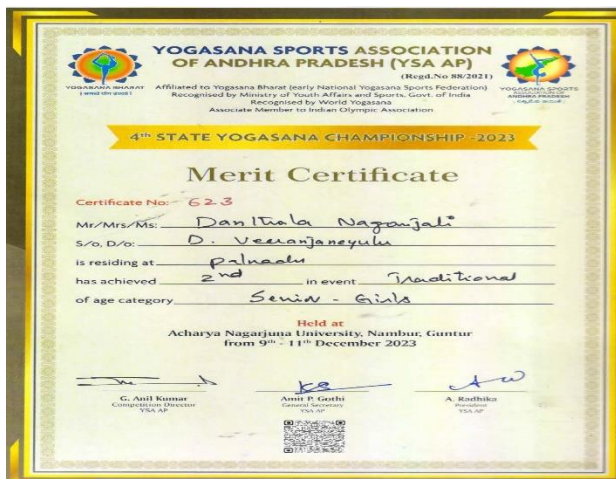 YOGASANA SPORTS ASSOCIATION
OF ANDHRA PRADESH (YSA AP)
(Regd.No 88/2021)
YOGASANA BHARAT
Affiliated to Yogasana Bharat (early National Yogasana Sports Federation)
Recognised by Ministry of Youth Affairs and Sports, Govt. of India
Recognised by World Yogasana
Associate Member to Indian Olympic Association
YOGASANA SPORTS
ASSOCIATION OF
ANDHRA PRADESH
4th STATE YOGASANA CHAMPIONSHIP -2023
Merit Certificate
Certificate No: 623
Mr/Mrs/Ms: Danithala Naganjali
S/o, D/o: D. Veeranjaneyulu
is residing at Palnadu
has achieved 2nd in event Traditional
of age category Senior - Girls
Held at
Acharya Nagarjuna University, Nambur, Guntur
from 9th - 11th December 2023
G. Anil Kumar
Competition Director
YSA AP
Amit P. Gothi
General Secretary
YSA AP
A. Radhika
President
YSA AP